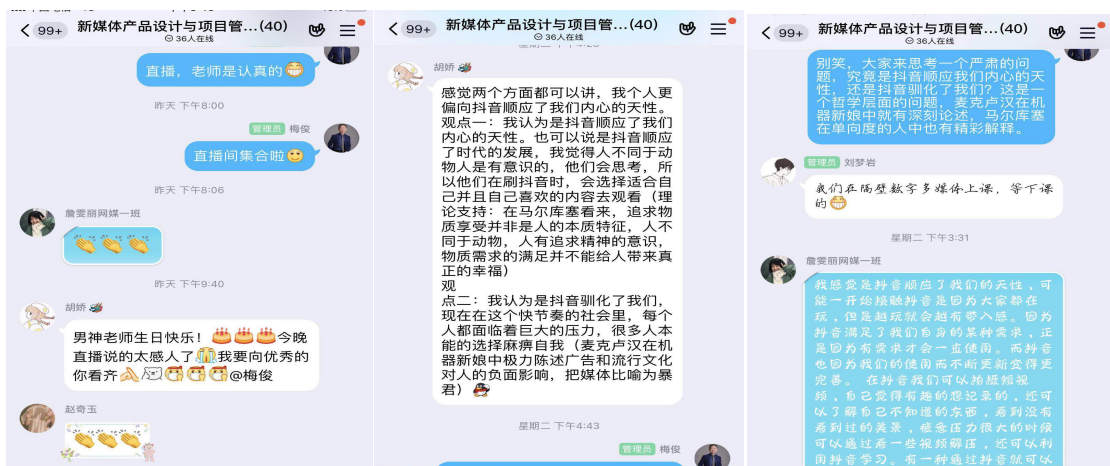 99+
新媒体产品设计与项目管...(40)
36人在线
直播，老师是认真的
昨天 下午8:00
管理员 梅俊
直播间集合啦
昨天 下午8:06
詹雯丽网媒一班
昨天 下午9:40
胡娇
男神老师生日快乐！今晚
直播说的太感人了我要向优秀的
你看齐@梅俊
赵奇玉
99+
新媒体产品设计与项目管...(40)
36人在线
胡娇
感觉两个方面都可以讲，我个人更
偏向抖音顺应了我们内心的天性。
观点一：我认为是抖音顺应了我们
内心的天性。也可以说是抖音顺应
了时代的发展，我觉得人不同于动
物人是有意识的，他们会思考，所
以他们在刷抖音时，会选择适合自
己并且自己喜欢的内容去观看（理
论支持：在马尔库塞看来，追求物
质享受并非是人的本质特征，人不
同于动物，人有追求精神的意识，
物质需求的满足并不能给人带来真
正的幸福）
观
点二：我认为是抖音驯化了我们，
现在在这个快节奏的社会里，每个
人都面临着巨大的压力，很多人本
能的选择麻痹自我（麦克卢汉在机
器新娘中极力陈述广告和流行文化
对人的负面影响，把媒体比喻为暴
君）
星期二 下午4:43
管理员 梅俊
99+
新媒体产品设计与项目管...(40)
36人在线
别笑，大家来思考一个严肃的问
题，究竟是抖音顺应我们内心的天
性，还是抖音驯化了我们？这是一
个哲学层面的问题，麦克卢汉在机
器新娘中就有深刻论述，马尔库塞
在单向度的人中也有精彩解释。
管理员 刘梦岩
我们在隔壁数字多媒体上课，等下课
的
星期二 下午3:31
詹雯丽网媒一班
我感觉是抖音顺应了我们的天性，可
能一开始接触抖音是因为大家都在
玩，但是越玩就会越有带入感。因为
抖音满足了我们自身的某种需求，正
是因为有需求才会一直使用。而抖音
也因为我们的使用而不断更新变得更
完善。 在抖音我们可以拍摄短视
频，自己觉得有趣的想记录的，还可
以了解自己不知道的东西，看到没有
看到过的美景，疲惫压力很大的时候
可以通过看一些视频解压，还可以利
用抖音学习。有一种通过抖音就可以